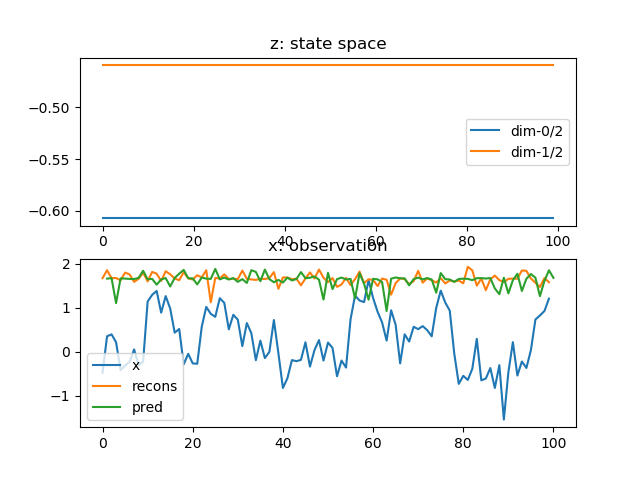 z: state space
−0.50
−0.55
−0.60
dim-0/2
dim-1/2
0 20 40 60 80 100
x: observation
2
1
0
−1
x
recons
pred
0 20 40 60 80 100